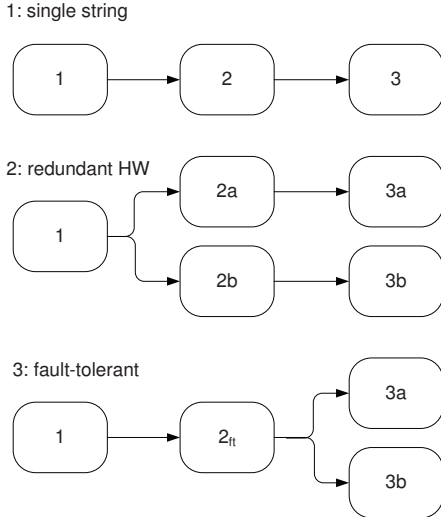 1: single string
1 2 3
2: redundant HW
2a 3a
1
2b 3b
3: fault-tolerant
3a
1 2ft
3b